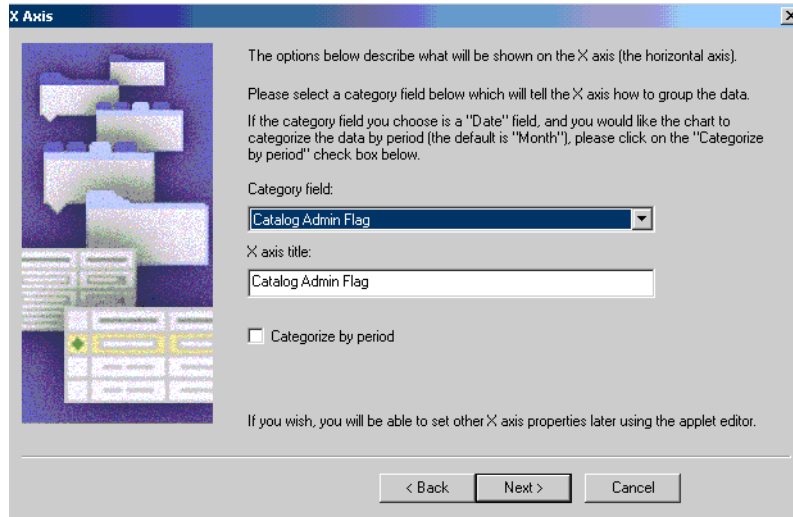 X Axis
The options below describe what will be shown on the X axis (the horizontal axis).
Please select a category field below which will tell the X axis how to group the data.
If the category field you choose is a "Date" field, and you would like the chart to
categorize the data by period (the default is "Month"), please click on the "Categorize
by period" check box below.
Category field:
Catalog Admin Flag
X axis title:
Catalog Admin Flag
Categorize by period
If you wish, you will be able to set other X axis properties later using the applet editor.
< Back
Next >
Cancel